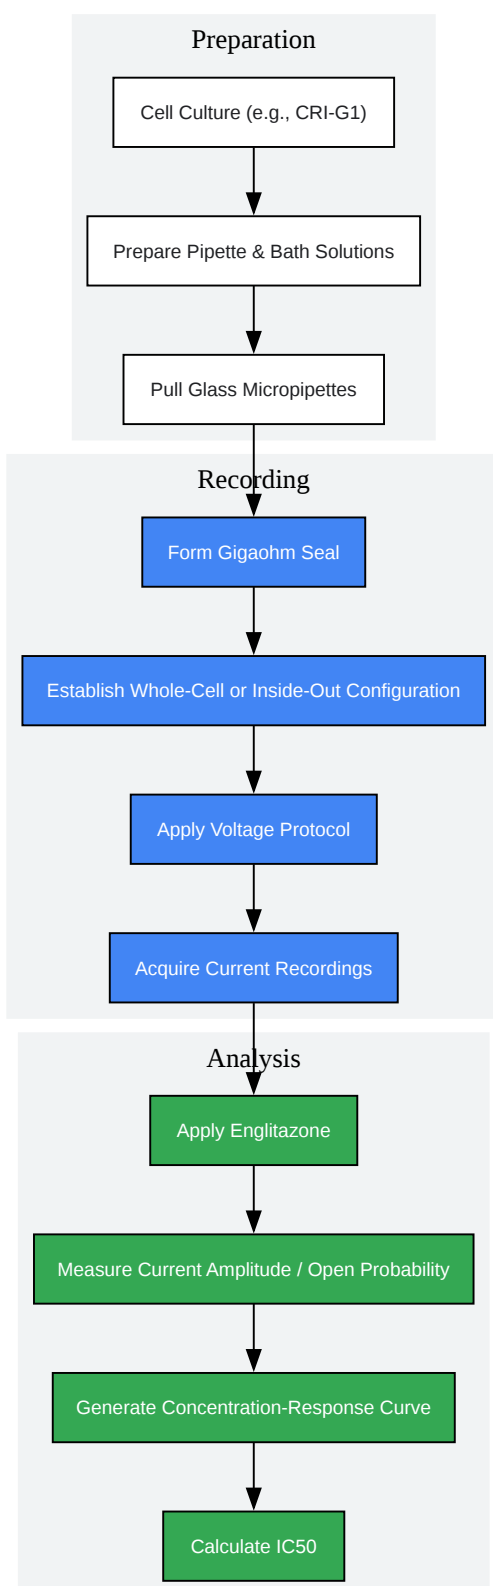 Preparation
Cell Culture (e.g., CRI-G1)
Prepare Pipette & Bath Solutions
Pull Glass Micropipettes
Recording
Form Gigaohm Seal
Establish Whole-Cell or Inside-Out Configuration
Apply Voltage Protocol
Acquire Current Recordings
Analysis
Apply Englitazone
Measure Current Amplitude / Open Probability
Generate Concentration-Response Curve
Calculate IC50